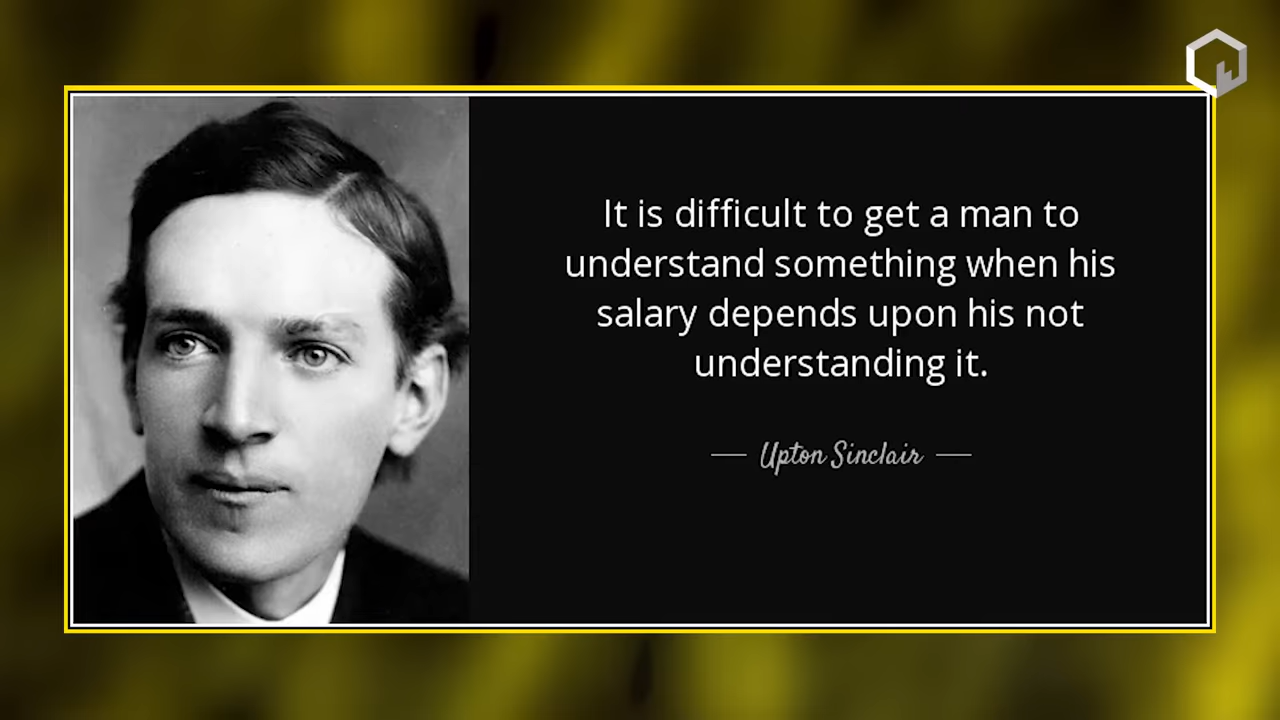 It is difficult to get a man to
understand something when his
salary depends upon his not
understanding it.
Upton Sinclair